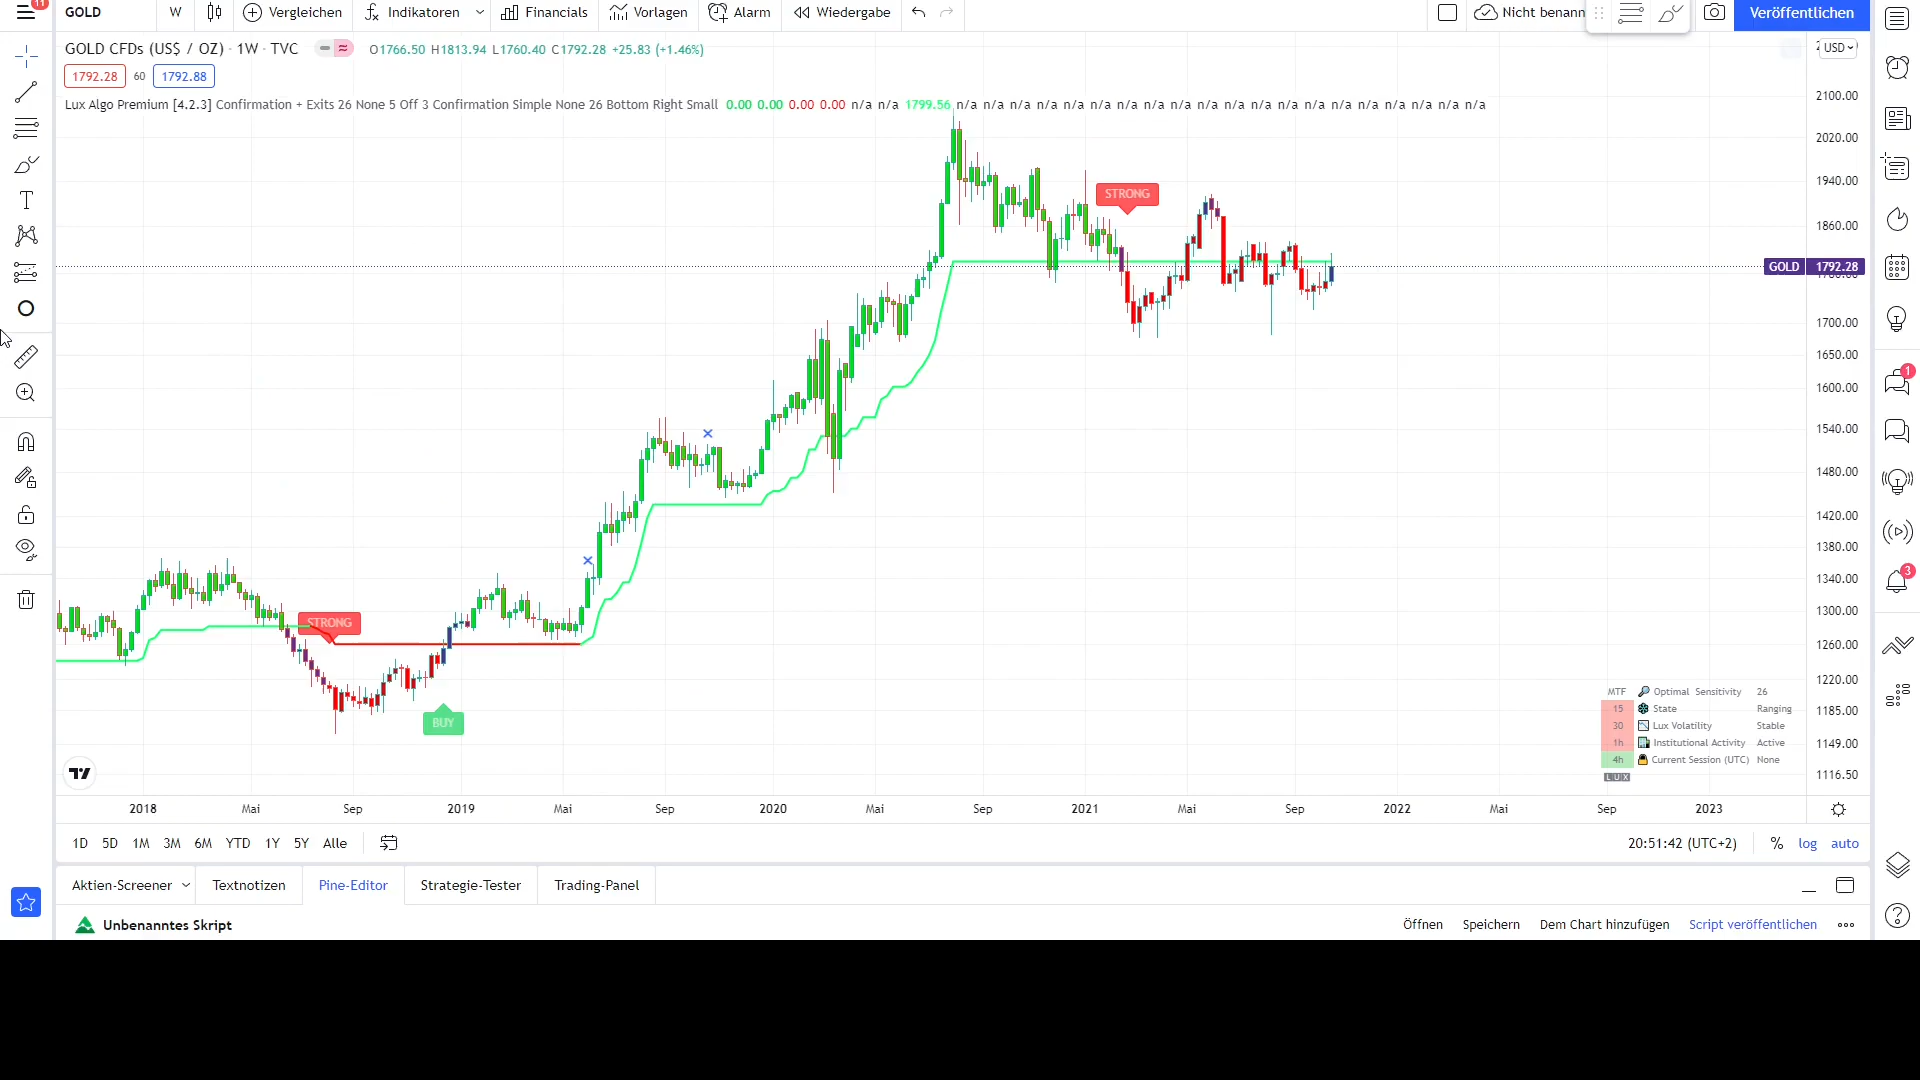 11
GOLD W Vergleichen Indikatoren Financials Vorlagen Alarm Wiedergabe Nicht benann Veröffentlichen
GOLD CFDs (US$ / OZ) · 1W · TVC O1766.50 H1813.94 L1760.40 C1792.28 +25.83 (+1.46%)
USD
1792.28 60 1792.88
Lux Algo Premium [4.2.3] Confirmation + Exits 26 None 5 Off 3 Confirmation Simple None 26 Bottom Right Small 0.00 0.00 0.00 0.00 n/a n/a 1799.56 n/a n/a n/a n/a n/a n/a n/a n/a n/a n/a n/a n/a n/a n/a n/a n/a n/a n/a n/a n/a
2100.00
2020.00
1940.00
STRONG
1860.00
GOLD 1792.28
1700.00
1650.00
1600.00
1
1540.00
1480.00
1420.00
1380.00
1340.00
3
1300.00
STRONG
1260.00
1220.00
BUY
1185.00
1149.00
1116.50
MTF Optimal Sensitivity 26
15 State Ranging
30 Lux Volatility Stable
1h Institutional Activity Active
4h Current Session (UTC) None
LUX
2018 Mai Sep 2019 Mai Sep 2020 Mai Sep 2021 Mai Sep 2022 Mai Sep 2023
1D 5D 1M 3M 6M YTD 1Y 5Y Alle 20:51:42 (UTC+2) % log auto
Aktien-Screener Textnotizen Pine-Editor Strategie-Tester Trading-Panel
Unbenanntes Skript Öffnen Speichern Dem Chart hinzufügen Script veröffentlichen